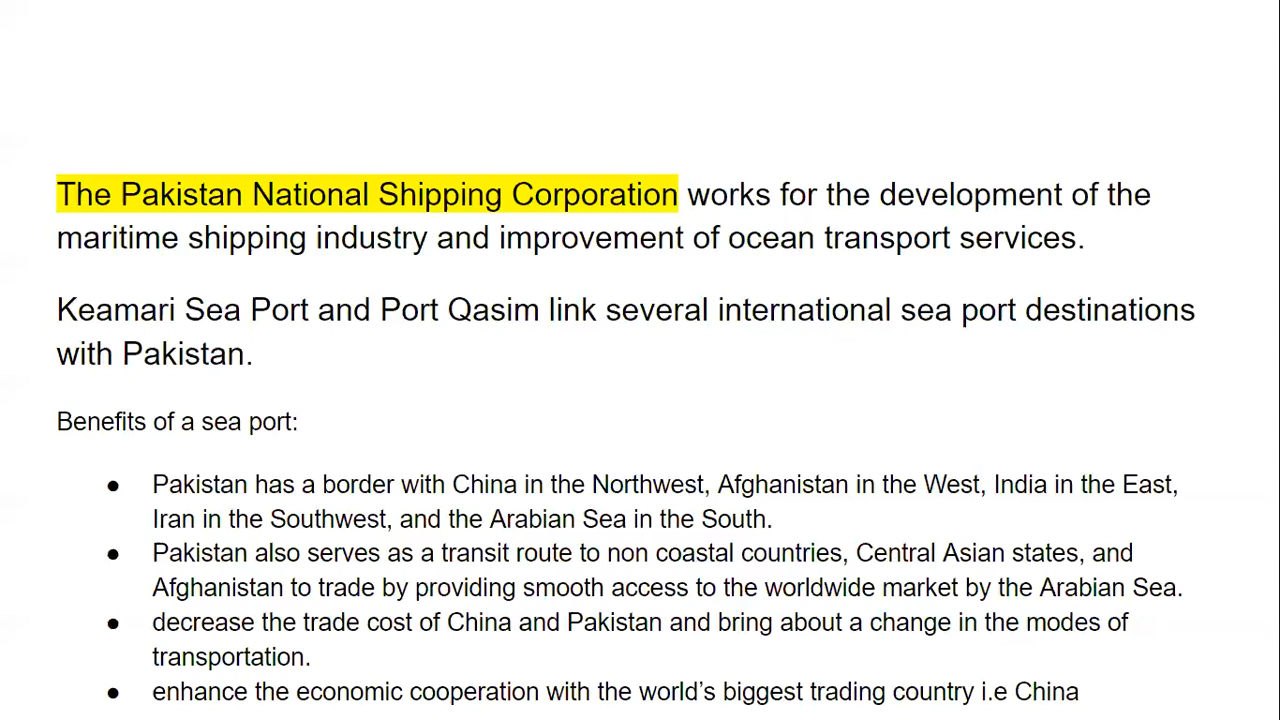 The Pakistan National Shipping Corporation works for the development of the
maritime shipping industry and improvement of ocean transport services.
Keamari Sea Port and Port Qasim link several international sea port destinations
with Pakistan.
Benefits of a sea port:
● Pakistan has a border with China in the Northwest, Afghanistan in the West, India in the East,
Iran in the Southwest, and the Arabian Sea in the South.
● Pakistan also serves as a transit route to non coastal countries, Central Asian states, and
Afghanistan to trade by providing smooth access to the worldwide market by the Arabian Sea.
● decrease the trade cost of China and Pakistan and bring about a change in the modes of
transportation.
● enhance the economic cooperation with the world’s biggest trading country i.e China